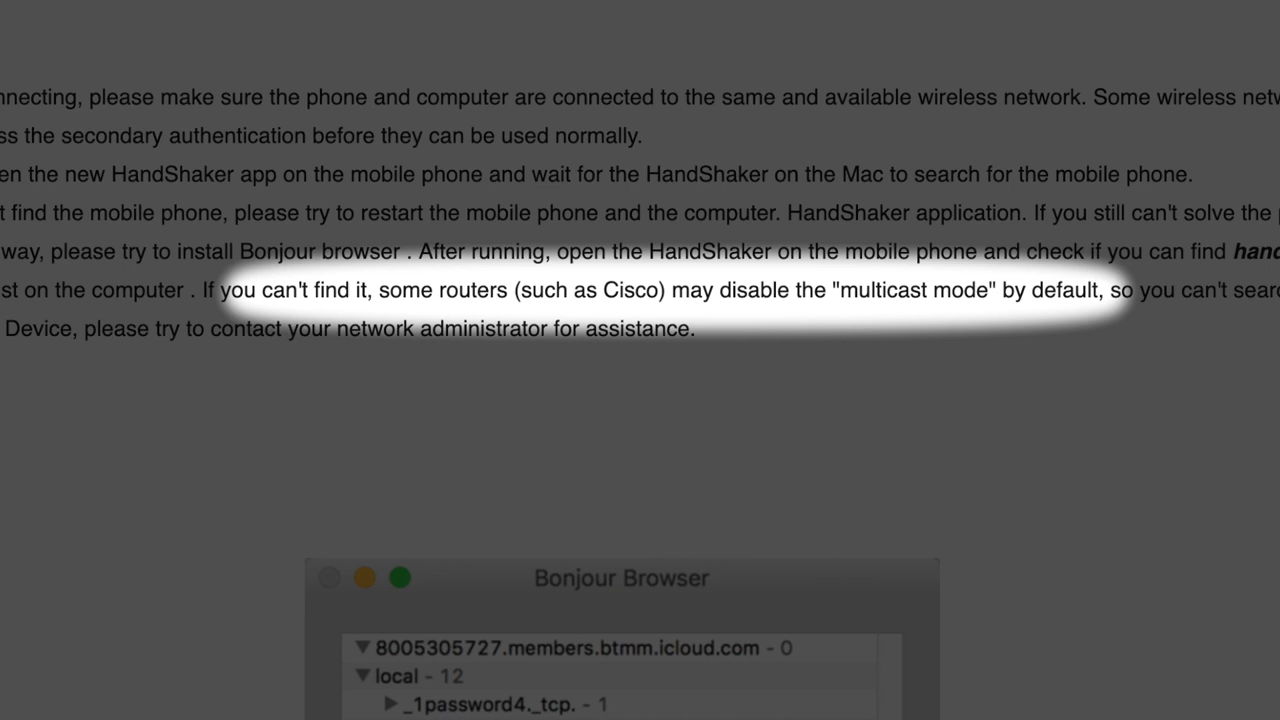 nnecting, please make sure the phone and computer are connected to the same and available wireless network. Some wireless
ss the secondary authentication before they can be used normally.
en the new HandShaker app on the mobile phone and wait for the HandShaker on the Mac to search for the mobile phone.
t find the mobile phone, please try to restart the mobile phone and the computer. HandShaker application. If you still can't solve the
way, please try to install Bonjour browser . After running, open the HandShaker on the mobile phone and check if you can find hand
st on the computer . If you can't find it, some routers (such as Cisco) may disable the "multicast mode" by default, so you can't
Device, please try to contact your network administrator for assistance.
Bonjour Browser
8005305727.members.btmm.icloud.com - 0
local - 12
_1password4._tcp. - 1